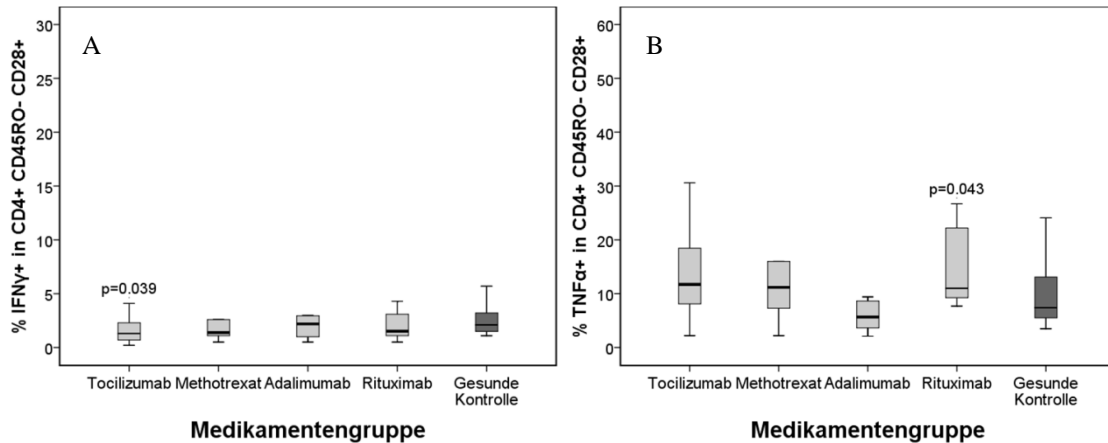 A
% IFNγ+ in CD4+ CD45RO- CD28+
30
25
20
15
10
5
0
p=0.039
Tocilizumab Methotrexat Adalimumab Rituximab Gesunde
Kontrolle
Medikamentengruppe
B
% TNFα+ in CD4+ CD45RO- CD28+
60
50
40
30
20
10
0
p=0.043
Tocilizumab Methotrexat Adalimumab Rituximab Gesunde
Kontrolle
Medikamentengruppe